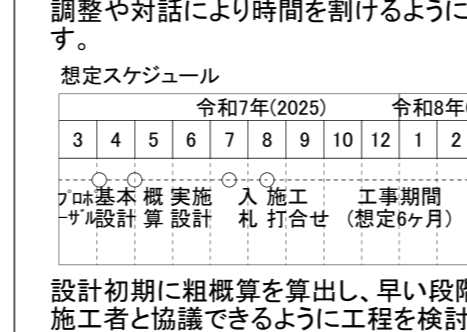 調整や対話により時間を割けるように
す。
想定スケジュール
令和7年(2025) 令和8年(
3 4 5 6 7 8 9 10 12 1 2
プロポ基本 概 実施 入 施工 工事期間
ｰｻﾞﾙ設計 算 設計 札 打合せ (想定6ヶ月)
設計初期に粗概算を算出し、早い段階
施工者と協議できるように工程を検討